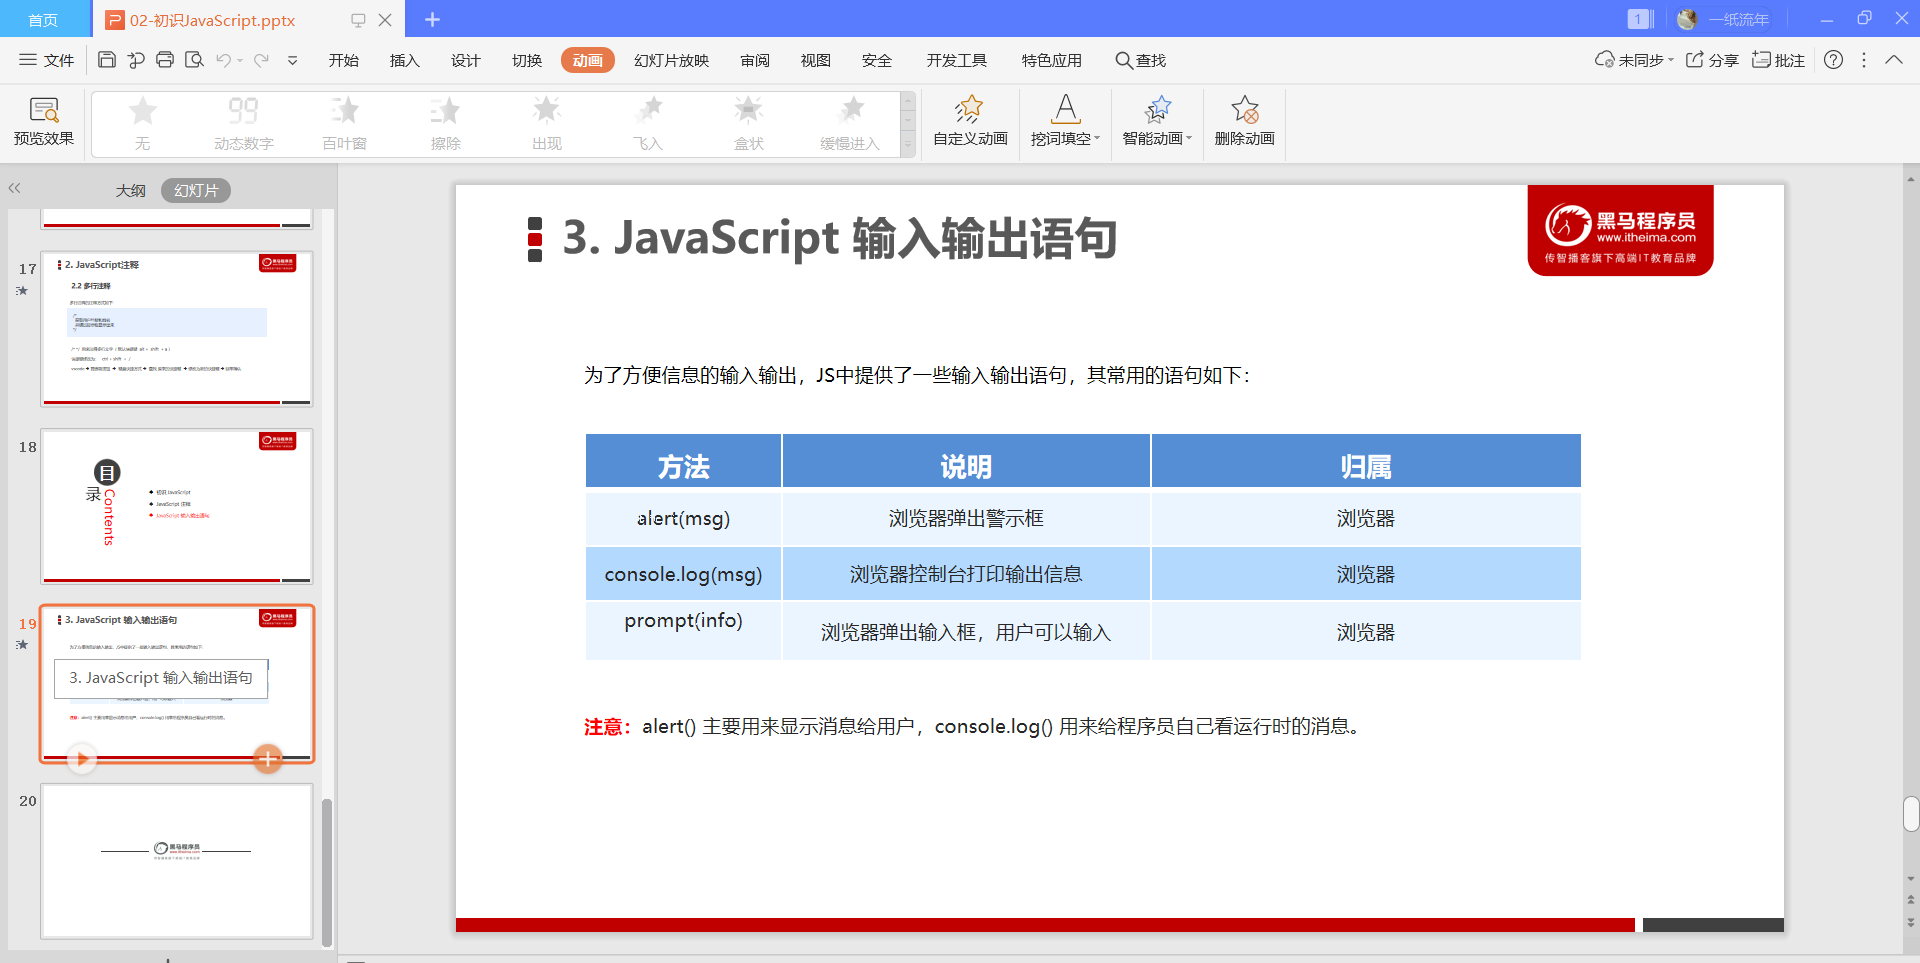 首页
02-初识JavaScript.pptx
1
一纸流年
文件
开始
插入
设计
切换
动画
幻灯片放映
审阅
视图
安全
开发工具
特色应用
查找
未同步
分享
批注
预览效果
无
99
动态数字
百叶窗
擦除
出现
飞入
盒状
缓慢进入
自定义动画
挖词填空
智能动画
删除动画
大纲
幻灯片
17
2. JavaScript注释
2.2 多行注释
18
目
录
Contents
初识 JavaScript
JavaScript 注释
JavaScript 输入输出语句
19
3. JavaScript 输入输出语句
3. JavaScript 输入输出语句
20
3. JavaScript 输入输出语句
黑马程序员
www.itheima.com
传智播客旗下高端IT教育品牌
为了方便信息的输入输出，JS中提供了一些输入输出语句，其常用的语句如下：
方法 说明 归属
alert(msg) 浏览器弹出警示框 浏览器
console.log(msg) 浏览器控制台打印输出信息 浏览器
prompt(info) 浏览器弹出输入框，用户可以输入 浏览器
注意：alert() 主要用来显示消息给用户，console.log() 用来给程序员自己看运行时的消息。